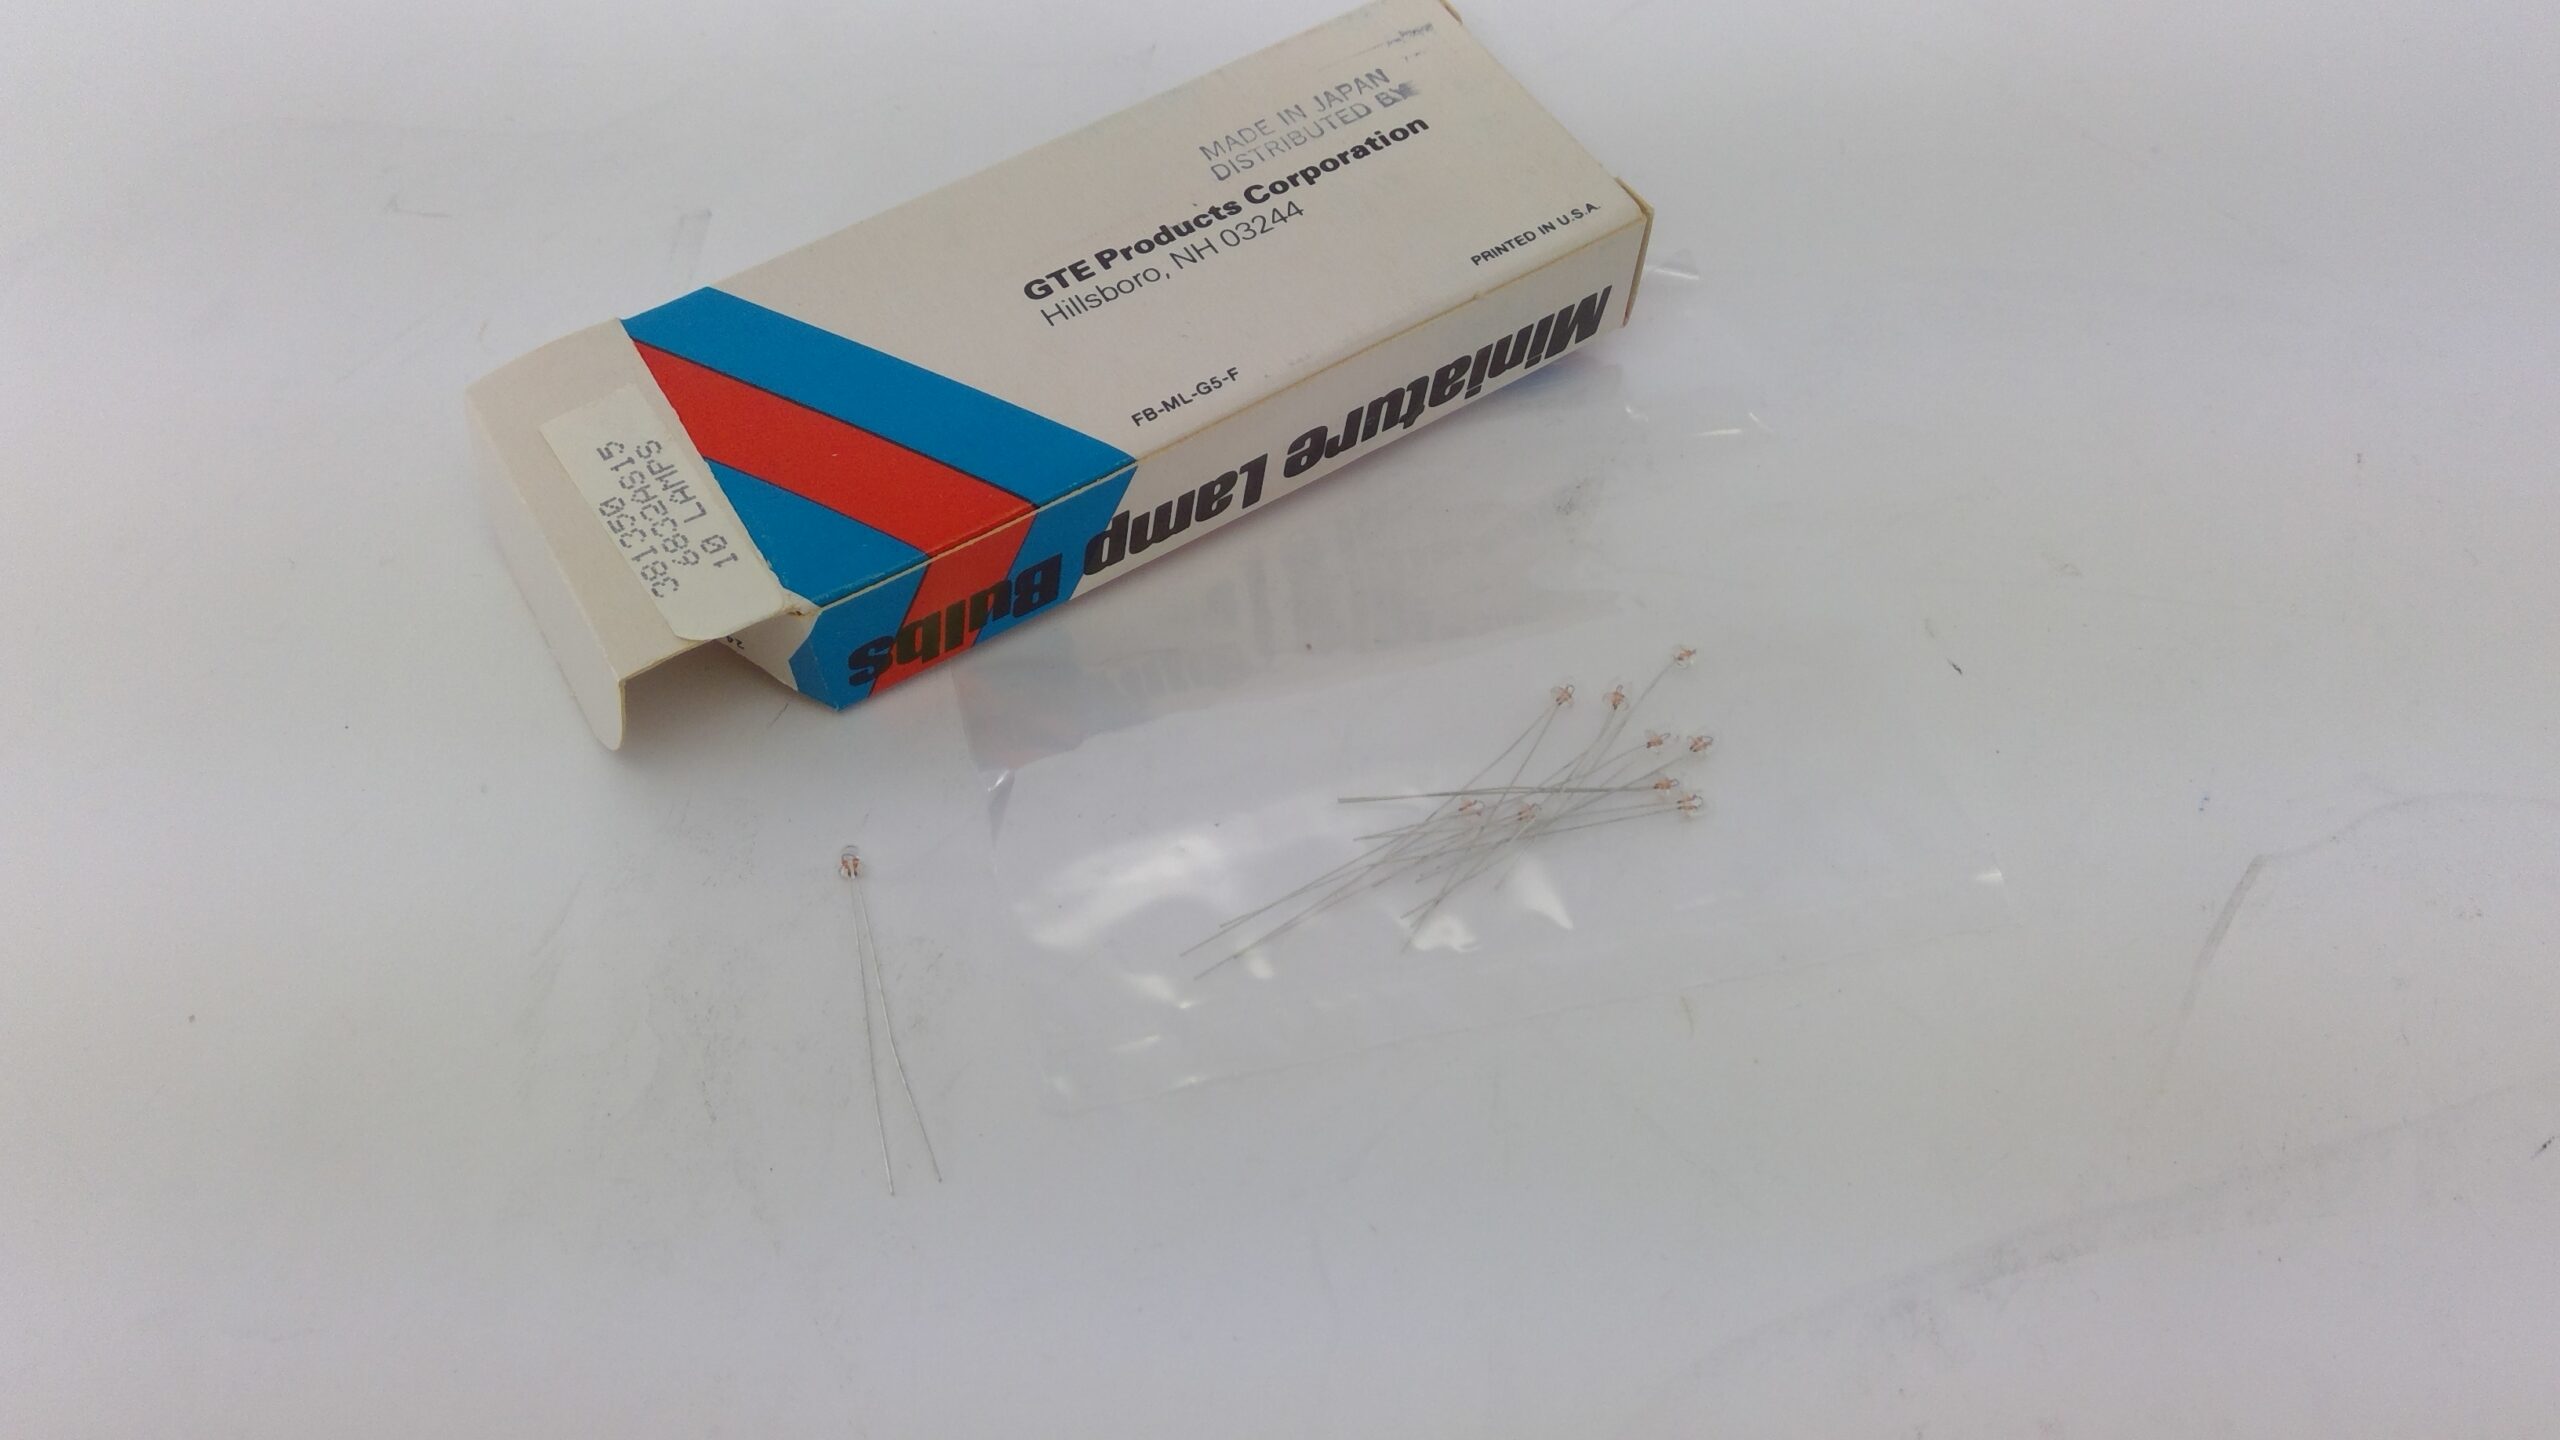 MADE IN JAPAN
DISTRIBUTED BY
GTE Products Corporation
Hillsboro, NH 03244
PRINTED IN U.S.A.
FB-ML-G5-F
Miniature Lamp Bulbs
10 LAMPS
6833AS15
381350 5